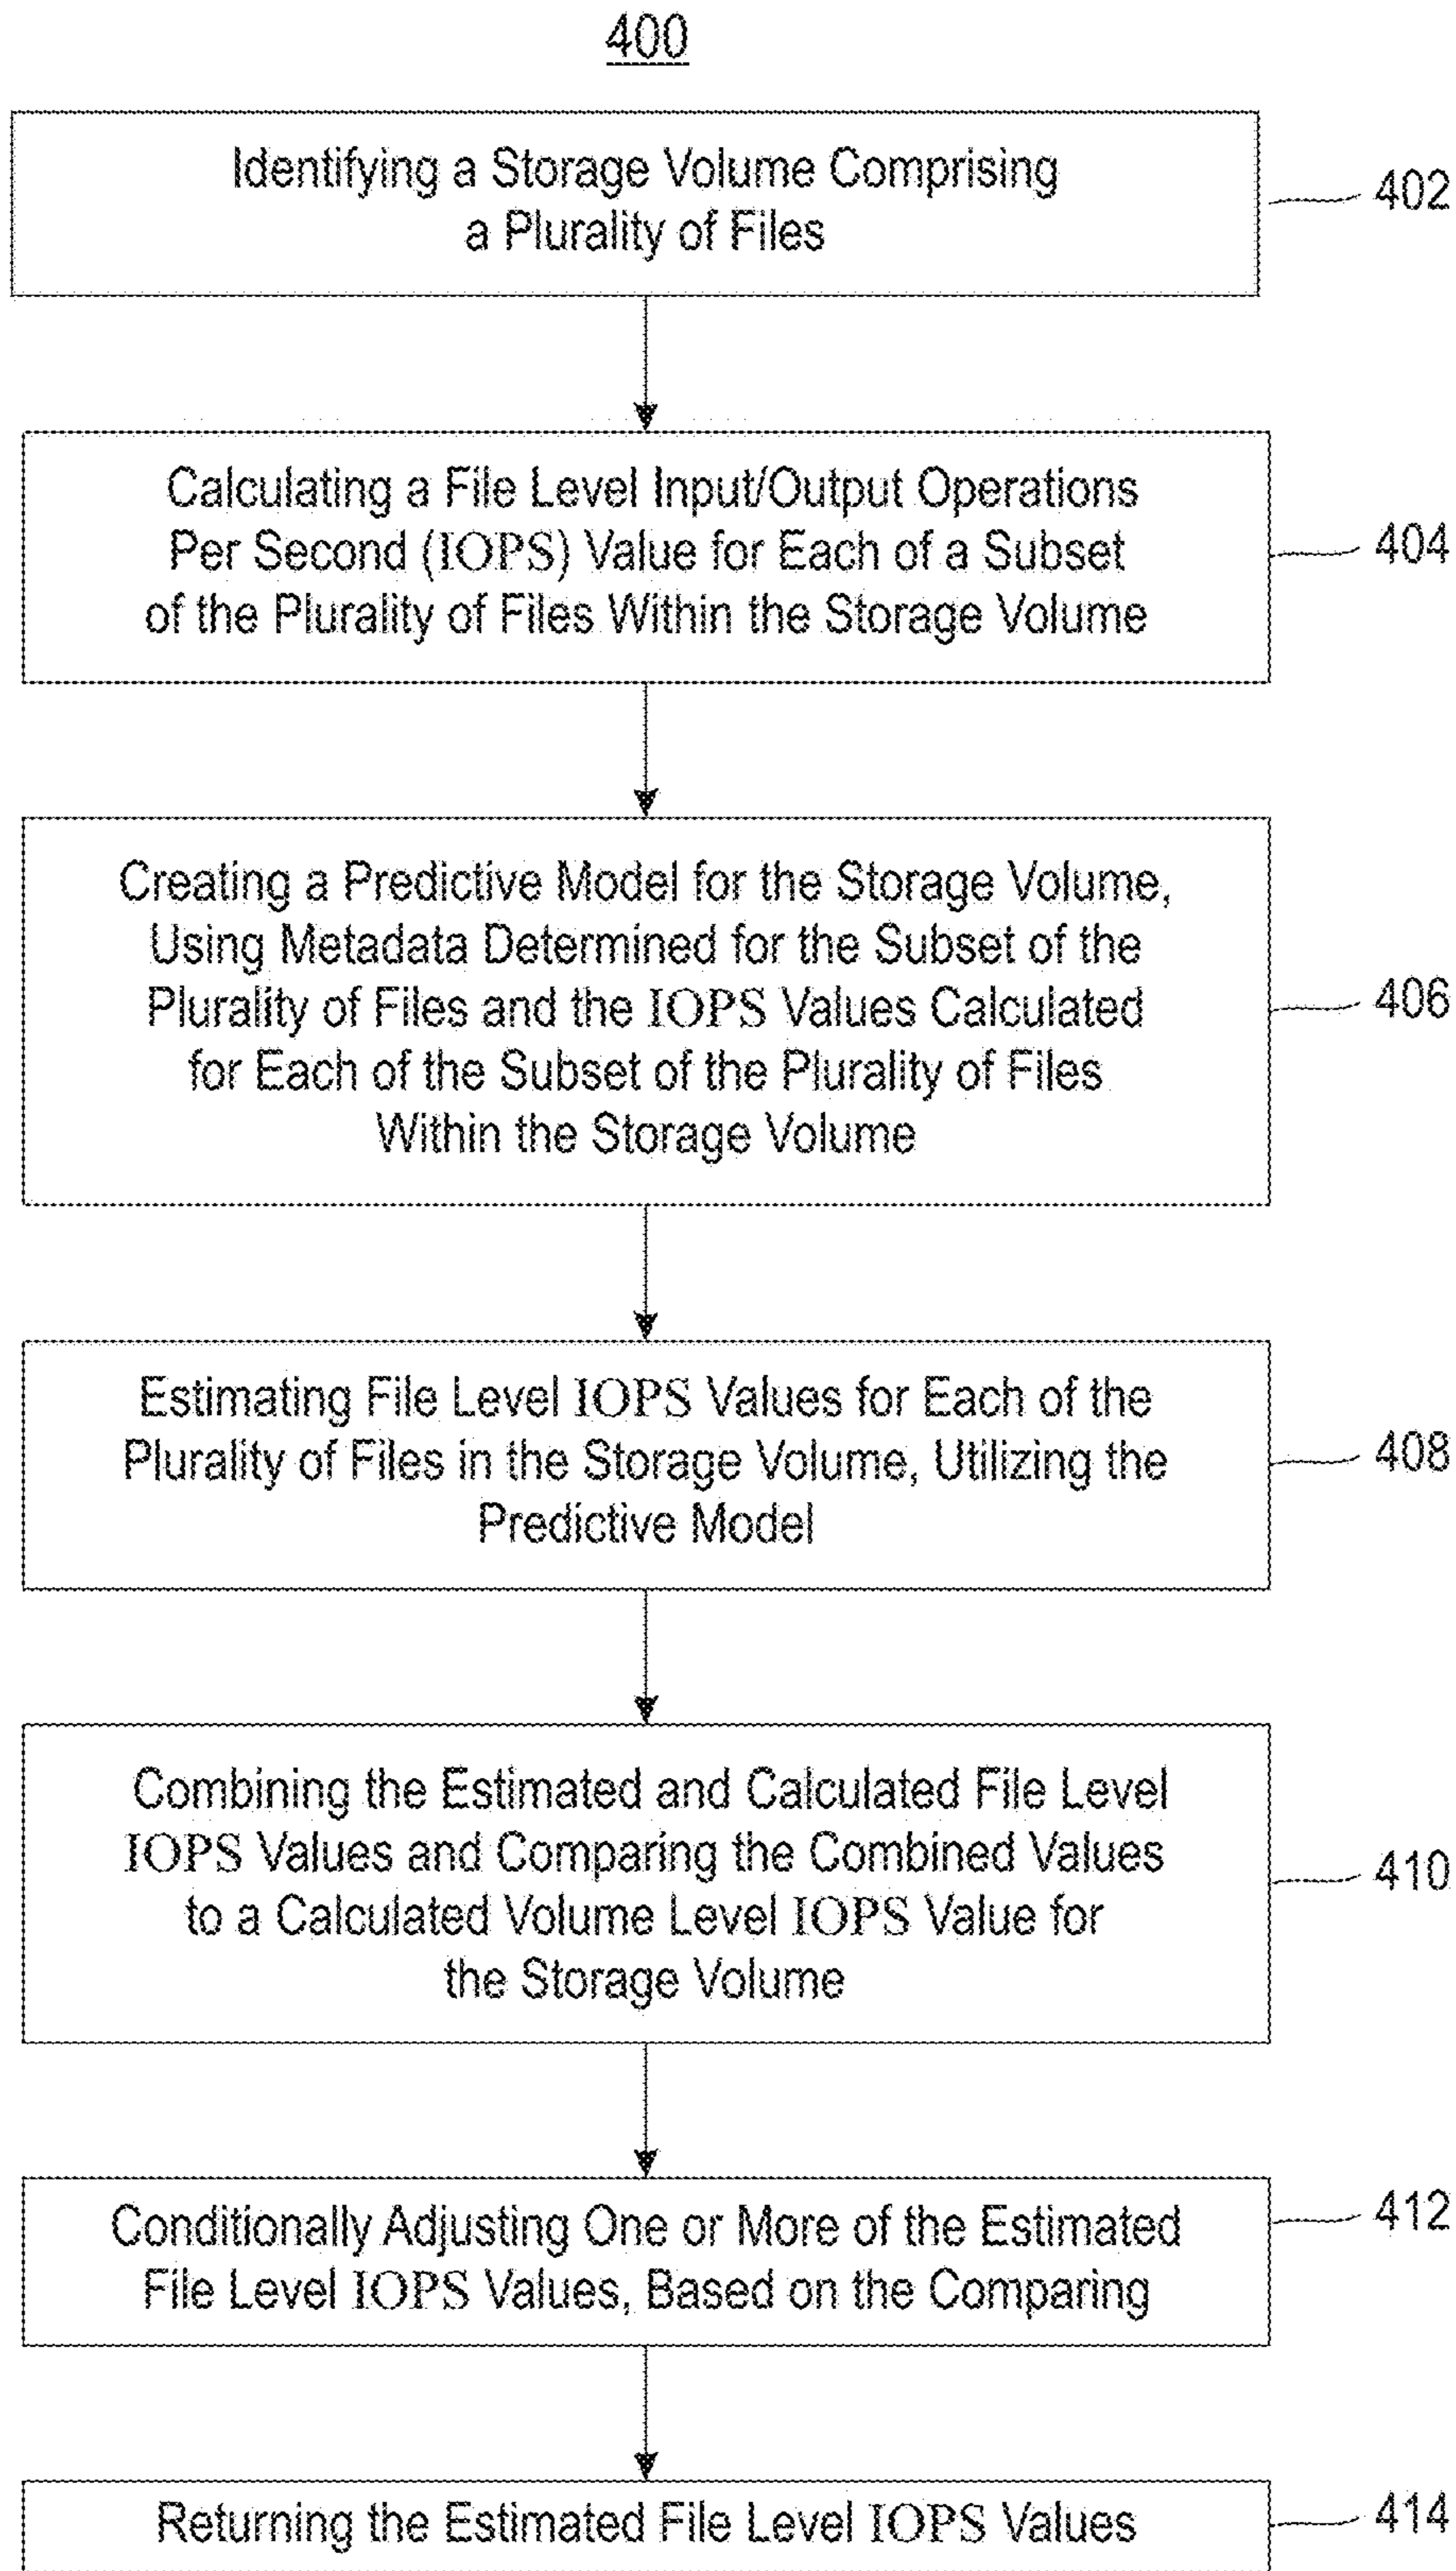 400
Identifying a Storage Volume Comprising
a Plurality of Files
402
Calculating a File Level Input/Output Operations
Per Second (IOPS) Value for Each of a Subset
of the Plurality of Files Within the Storage Volume
404
Creating a Predictive Model for the Storage Volume,
Using Metadata Determined for the Subset of the
Plurality of Files and the IOPS Values Calculated
for Each of the Subset of the Plurality of Files
Within the Storage Volume
406
Estimating File Level IOPS Values for Each of the
Plurality of Files in the Storage Volume, Utilizing the
Predictive Model
408
Combining the Estimated and Calculated File Level
IOPS Values and Comparing the Combined Values
to a Calculated Volume Level IOPS Value for
the Storage Volume
410
Conditionally Adjusting One or More of the Estimated
File Level IOPS Values, Based on the Comparing
412
Returning the Estimated File Level IOPS Values
414